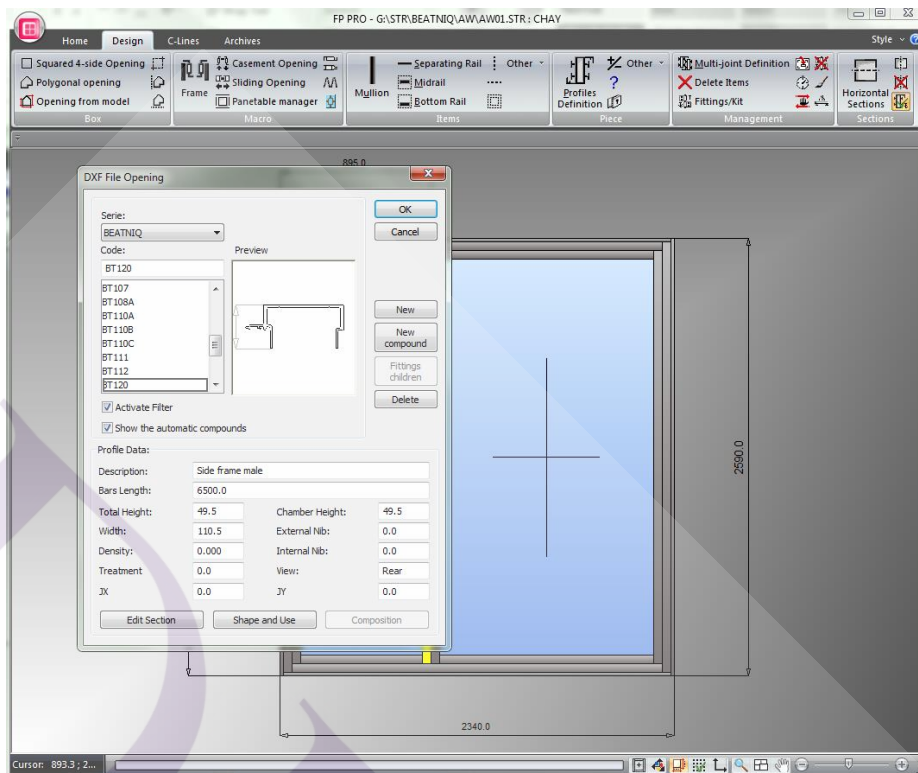 FP PRO - G:\STR\BEATNIQ\AW\AW01.STR : CHAY
Home Design C-Lines Archives Style
Squared 4-side Opening
Polygonal opening
Opening from model
Box
Frame
Casement Opening
Sliding Opening
Panetable manager
Macro
Mullion
Separating Rail
Midrail
Bottom Rail
Other
Items
Profiles Definition
Other
Piece
Multi-joint Definition
Delete Items
Fittings/Kit
Management
Horizontal Sections
Sections
895.0
DXF File Opening
Serie:
BEATNIQ
Code: Preview
BT120
BT107
BT108A
BT110A
BT110B
BT110C
BT111
BT112
BT120
OK
Cancel
New
New compound
Fittings children
Delete
Activate Filter
Show the automatic compounds
Profile Data:
Description: Side frame male
Bars Length: 6500.0
Total Height: 49.5 Chamber Height: 49.5
Width: 110.5 External Nib: 0.0
Density: 0.000 Internal Nib: 0.0
Treatment 0.0 View: Rear
JX 0.0 JY 0.0
Edit Section Shape and Use Composition
2590.0
2340.0
Cursor: 893.3 ; 2...